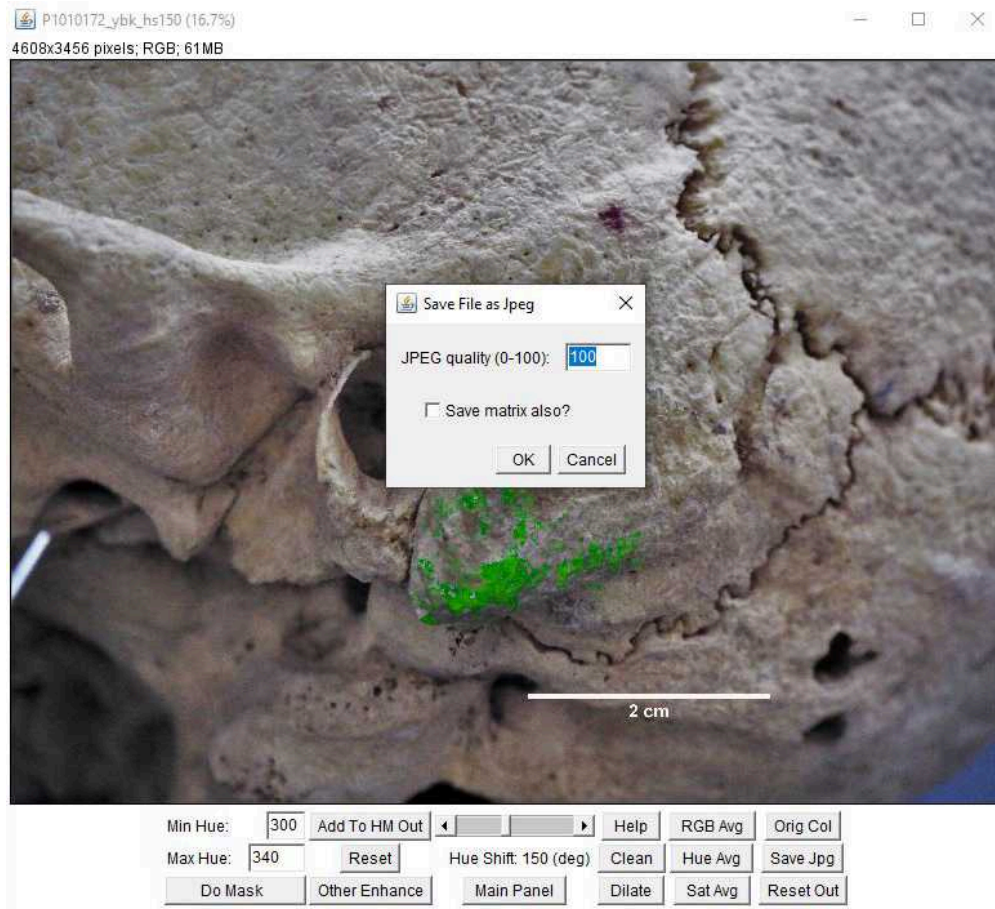 P1010172_ybk_hs150 (16.7%)
4608x3456 pixels; RGB; 61MB
Save File as Jpeg
JPEG quality (0-100): 100
Save matrix also?
OK Cancel
2 cm
Min Hue: 300 Add To HM Out Help RGB Avg Orig Col
Max Hue: 340 Reset Hue Shift: 150 (deg) Clean Hue Avg Save Jpg
Do Mask Other Enhance Main Panel Dilate Sat Avg Reset Out